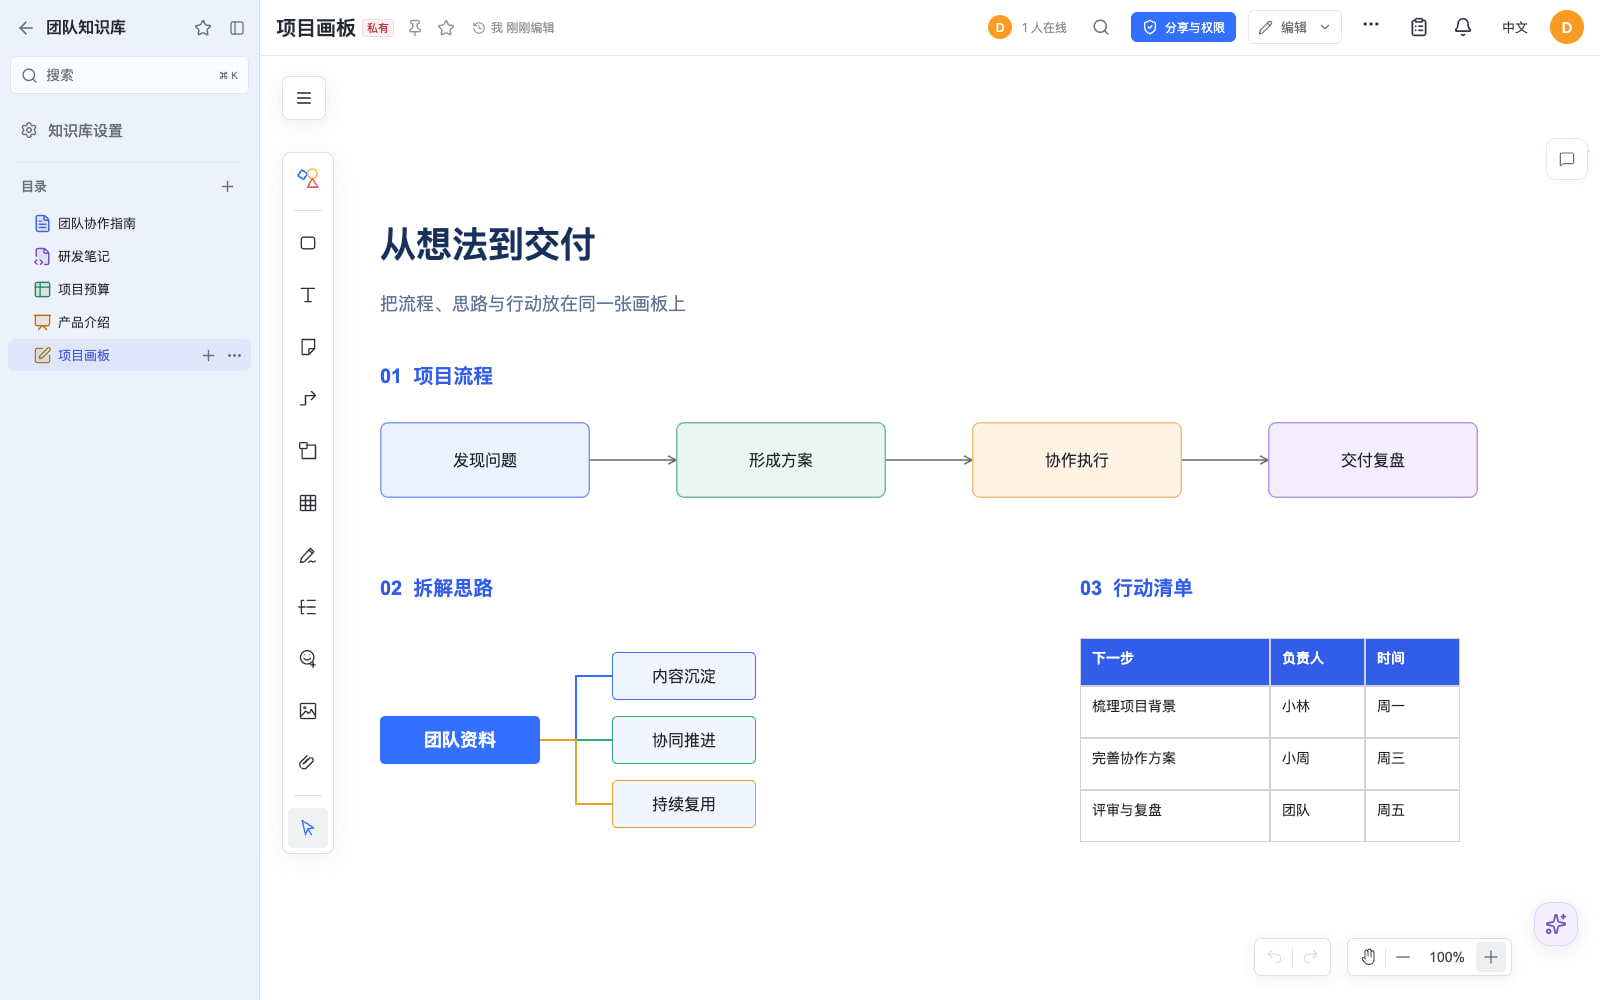 团队知识库
搜索
⌘ K
知识库设置
目录
团队协作指南
研发笔记
项目预算
产品介绍
项目画板
项目画板
私有
我 刚刚编辑
D
1 人在线
分享与权限
编辑
中文
D
从想法到交付
把流程、思路与行动放在同一张画板上
01 项目流程
发现问题
形成方案
协作执行
交付复盘
02 拆解思路
团队资料
内容沉淀
协同推进
持续复用
03 行动清单
下一步 负责人 时间
梳理项目背景 小林 周一
完善协作方案 小周 周三
评审与复盘 团队 周五
100%